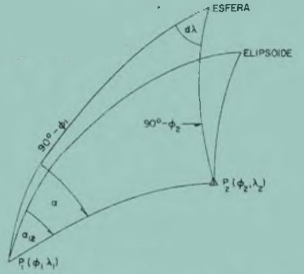 ESFERA
dλ
ELIPSOIDE
90°-ϕ₁
90°-ϕ₂
P₂ (ϕ₂,λ₂)
α
α₁₂
P₁ (ϕ₁ λ₁)